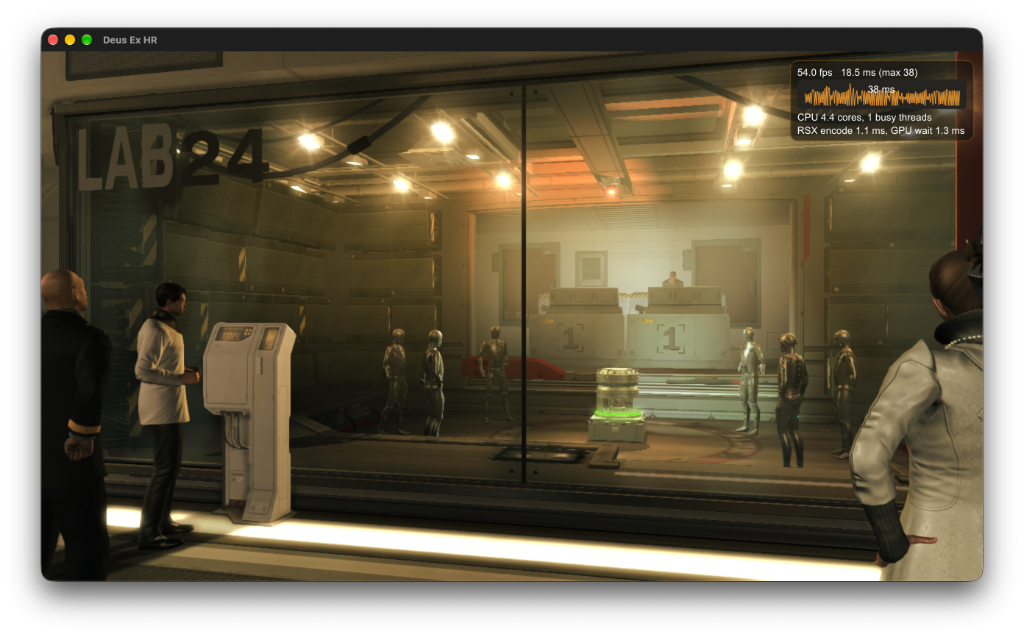 Deus Ex HR
54.0 fps 18.5 ms (max 38)
38 ms
CPU 4.4 cores, 1 busy threads
RSX encode 1.1 ms, GPU wait 1.3 ms
LAB 24
1
1